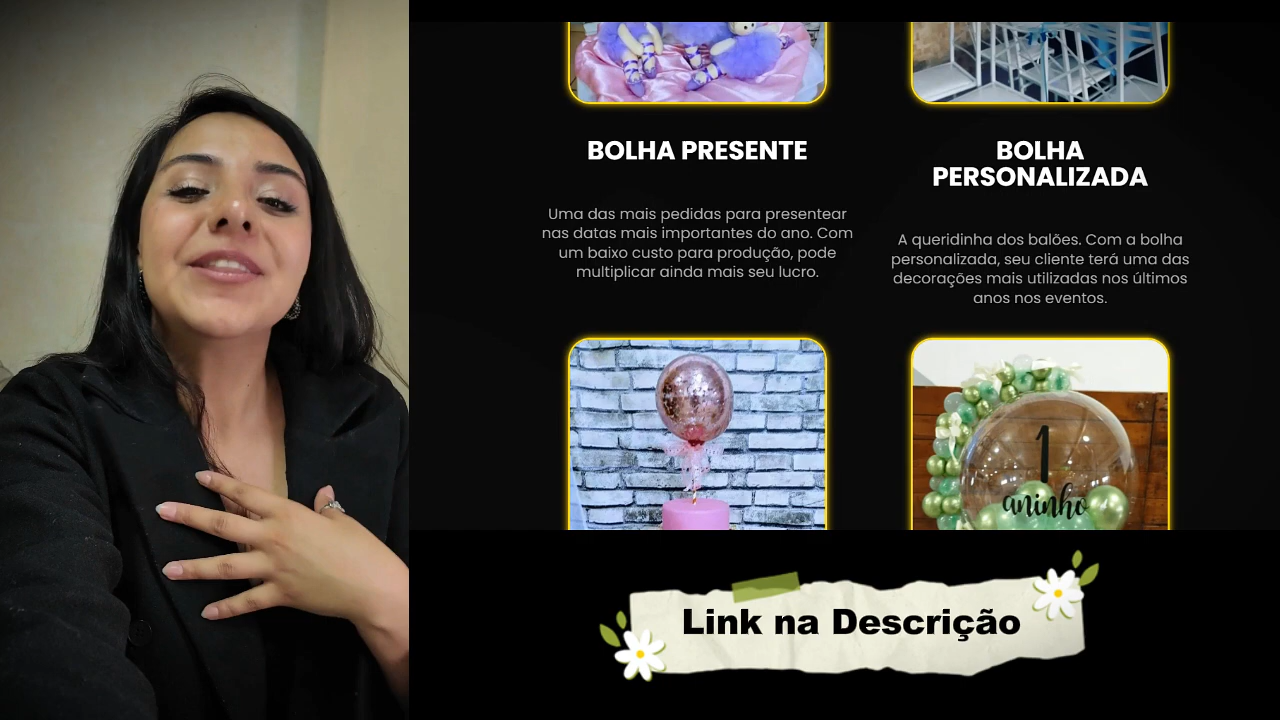 BOLHA PRESENTE
Uma das mais pedidas para presentear
nas datas mais importantes do ano. Com
um baixo custo para produção, pode
multiplicar ainda mais seu lucro.
BOLHA
PERSONALIZADA
A queridinha dos balões. Com a bolha
personalizada, seu cliente terá uma das
decorações mais utilizadas nos últimos
anos nos eventos.
1
aninho
Link na Descrição